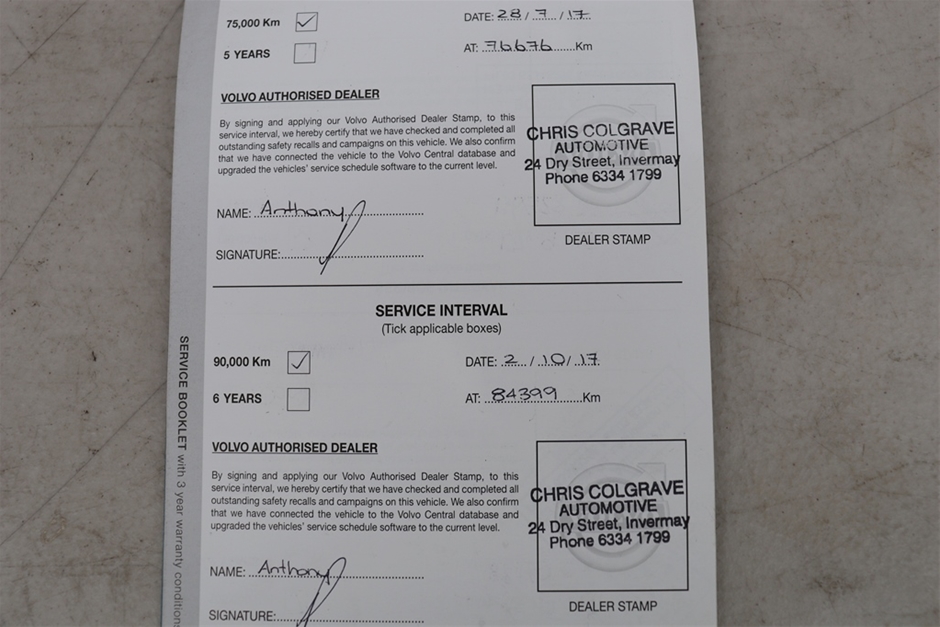 75,000 Km ✓ DATE: 28/7/17
5 YEARS AT: 76676 Km
VOLVO AUTHORISED DEALER
By signing and applying our Volvo Authorised Dealer Stamp, to this
service interval, we hereby certify that we have checked and completed all
outstanding safety recalls and campaigns on this vehicle. We also confirm
that we have connected the vehicle to the Volvo Central database and
upgraded the vehicles' service schedule software to the current level.
CHRIS COLGRAVE
AUTOMOTIVE
24 Dry Street, Invermay
Phone 6334 1799
NAME: Anthony
DEALER STAMP
SIGNATURE:
SERVICE INTERVAL
(Tick applicable boxes)
90,000 Km ✓ DATE: 2/10/17
6 YEARS AT: 84399 Km
VOLVO AUTHORISED DEALER
By signing and applying our Volvo Authorised Dealer Stamp, to this
service interval, we hereby certify that we have checked and completed all
outstanding safety recalls and campaigns on this vehicle. We also confirm
that we have connected the vehicle to the Volvo Central database and
upgraded the vehicles' service schedule software to the current level.
CHRIS COLGRAVE
AUTOMOTIVE
24 Dry Street, Invermay
Phone 6334 1799
NAME: Anthony
DEALER STAMP
SIGNATURE:
SERVICE BOOKLET with 3 year warranty conditions